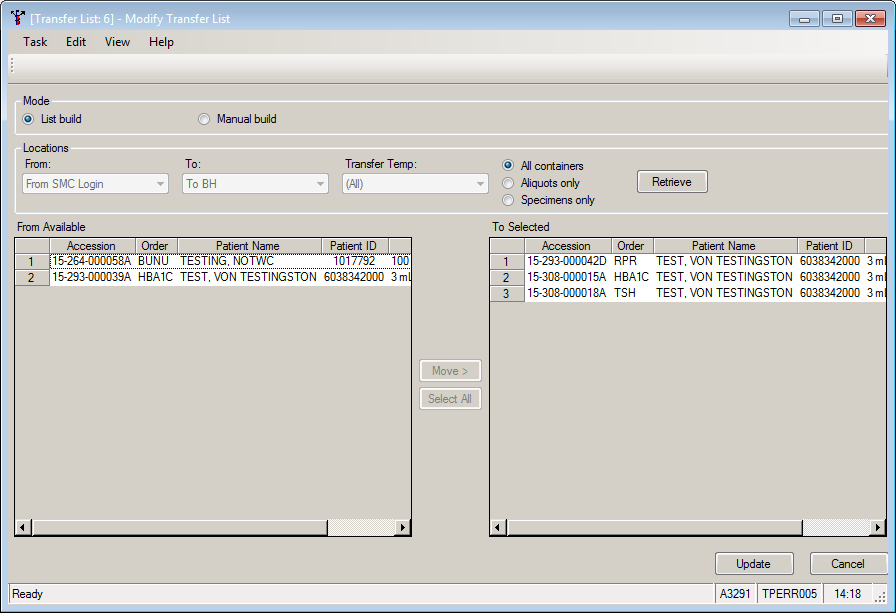 [Transfer List: 6] - Modify Transfer List
Task Edit View Help
Mode
List build Manual build
Locations
From: To: Transfer Temp:
From SMC Login To BH (All)
All containers
Aliquots only
Specimens only
Retrieve
From Available
Accession Order Patient Name Patient ID
1 15-264-000058A BUNU TESTING, NOTWC 1017792 100
2 15-293-000039A HBA1C TEST, VON TESTINGSTON 6038342000 3 mL
Move >
Select All
To Selected
Accession Order Patient Name Patient ID
1 15-293-000042D RPR TEST, VON TESTINGSTON 6038342000 3 mL
2 15-308-000015A HBA1C TEST, VON TESTINGSTON 6038342000 3 mL
3 15-308-000018A TSH TEST, VON TESTINGSTON 6038342000 3 mL
Update Cancel
Ready A3291 TPERR005 14:18